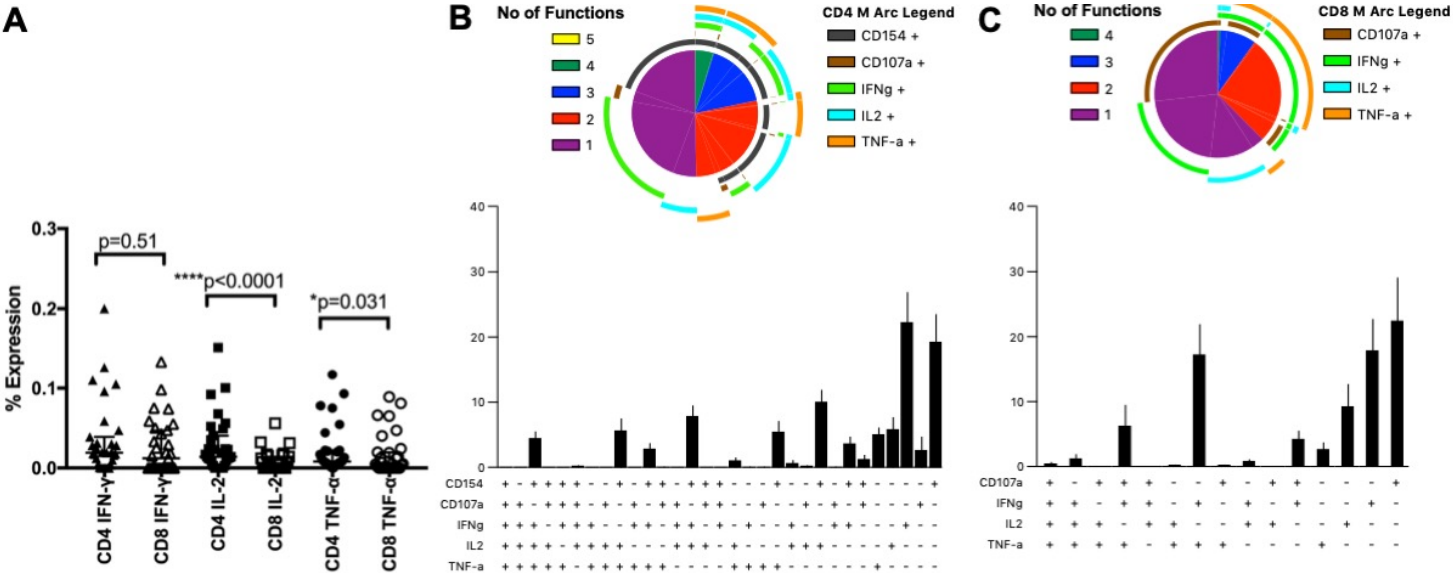 A
% Expression
0.3
0.2
0.1
0.0
p=0.51
****p<0.0001
*p=0.031
CD4 IFN-γ
CD8 IFN-γ
CD4 IL-2
CD8 IL-2
CD4 TNF-α
CD8 TNF-α
B
No of Functions
5
4
3
2
1
CD4 M Arc Legend
CD154 +
CD107a +
IFNg +
IL2 +
TNF-a +
40
30
20
10
0
CD154
CD107a
IFNg
IL2
TNF-a
C
No of Functions
4
3
2
1
CD8 M Arc Legend
CD107a +
IFNg +
IL2 +
TNF-a +
40
30
20
10
0
CD107a + - + + + - - + - + + - - - +
IFNg + + - + + - + - + - + - - + -
IL2 + + + - + + - - + + - - + - -
TNF-a + + + + - + + + - - - + - - -